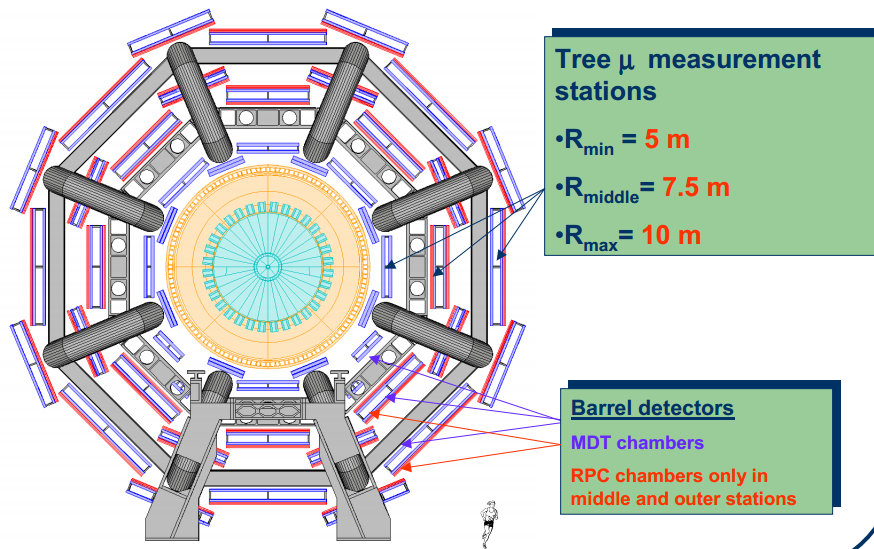 Tree μ measurement
stations
•Rmin = 5 m
•Rmiddle= 7.5 m
•Rmax= 10 m
Barrel detectors
MDT chambers
RPC chambers only in
middle and outer stations